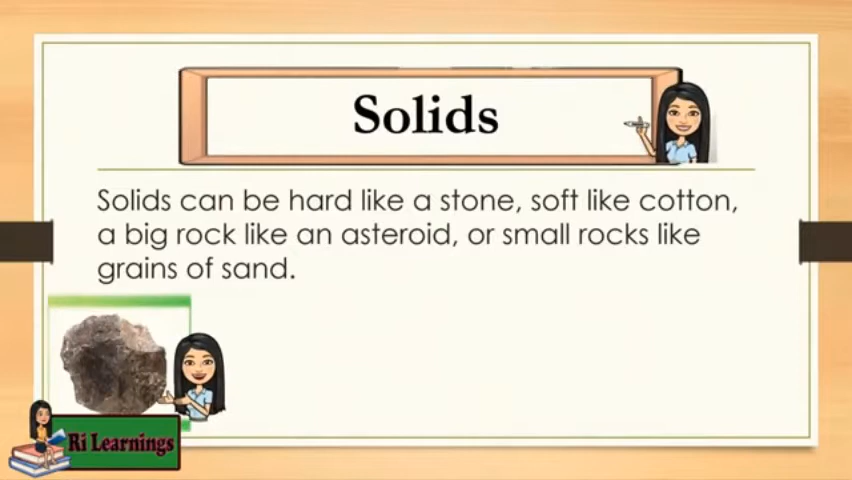 Solids
Solids can be hard like a stone, soft like cotton,
a big rock like an asteroid, or small rocks like
grains of sand.
Ri Learnings